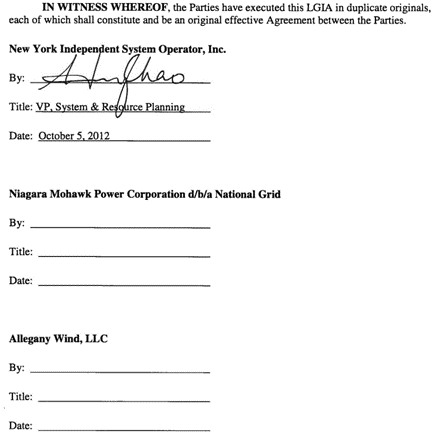 IN WITNESS WHEREOF, the Parties have executed this LGIA in duplicate originals,
each of which shall constitute and be an original effective Agreement between the Parties.
New York Independent System Operator, Inc.
By:
Title: VP, System & Resource Planning
Date: October 5, 2012
Niagara Mohawk Power Corporation d/b/a National Grid
By:
Title:
Date:
Allegany Wind, LLC
By:
Title:
Date: